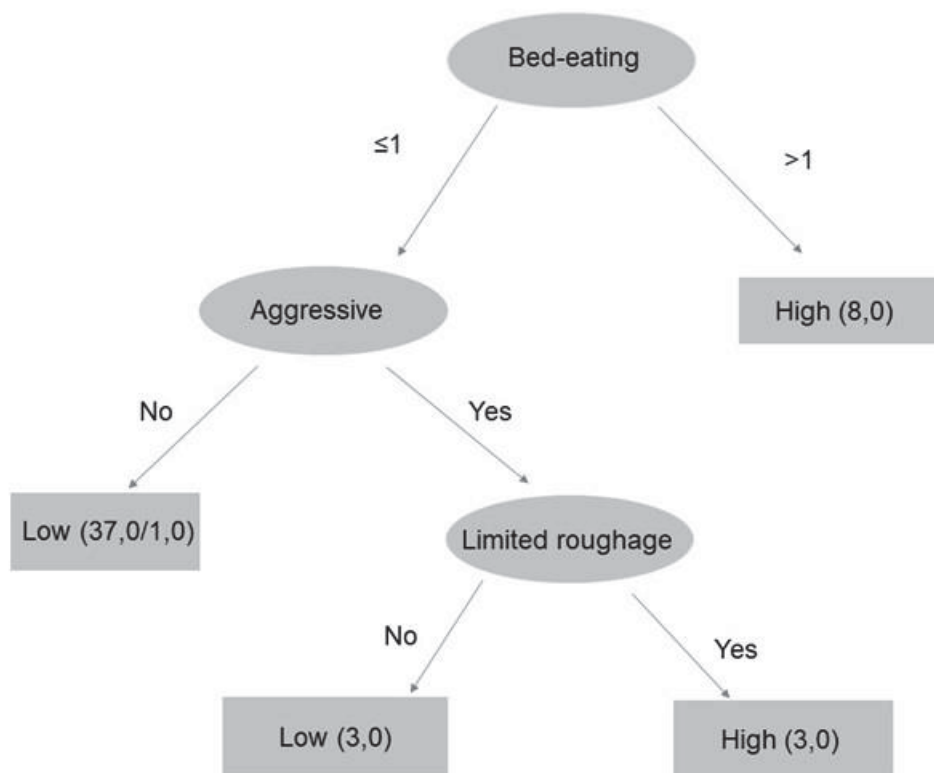 Bed-eating
≤1
>1
Aggressive
High (8,0)
No
Yes
Low (37,0/1,0)
Limited roughage
No
Yes
Low (3,0)
High (3,0)